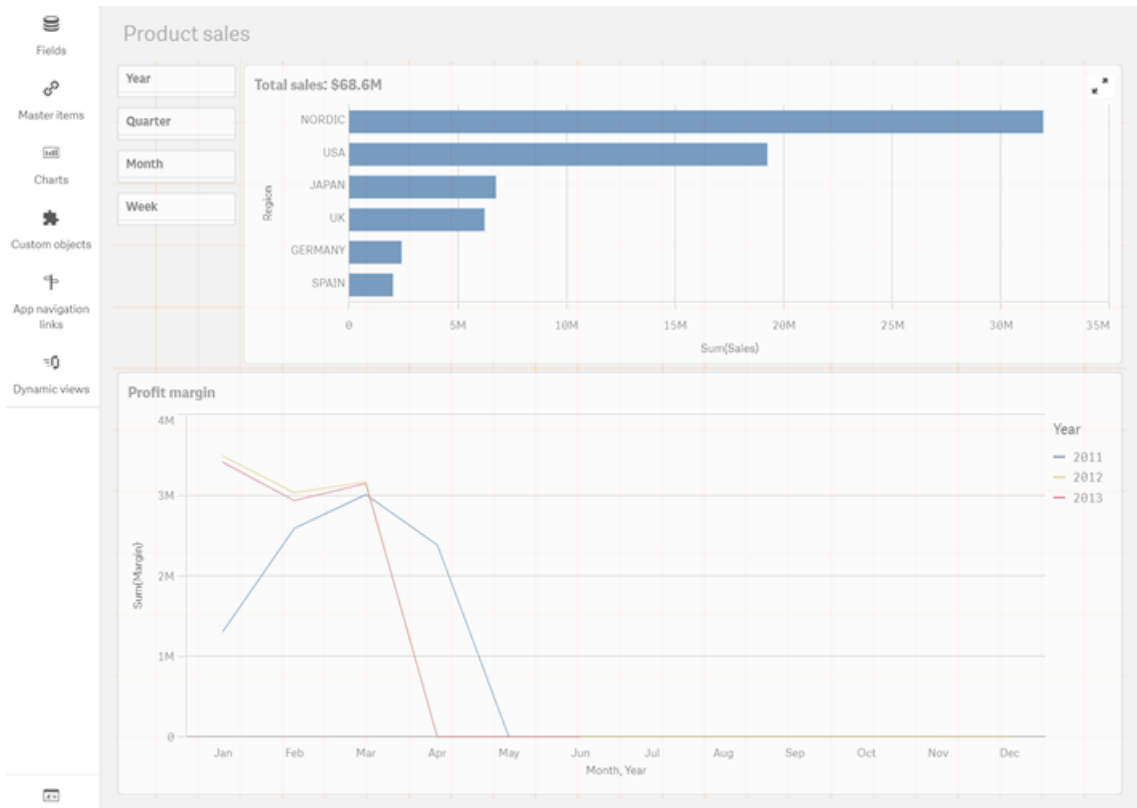 Fields
Master items
Charts
Custom objects
App navigation
links
Dynamic views
Product sales
Year
Quarter
Month
Week
Total sales: $68.6M
Region
NORDIC
USA
JAPAN
UK
GERMANY
SPAIN
0 5M 10M 15M 20M 25M 30M 35M
Sum(Sales)
Profit margin
Sum(Margin)
4M
3M
2M
1M
0
Jan Feb Mar Apr May Jun Jul Aug Sep Oct Nov Dec
Month, Year
Year
2011
2012
2013